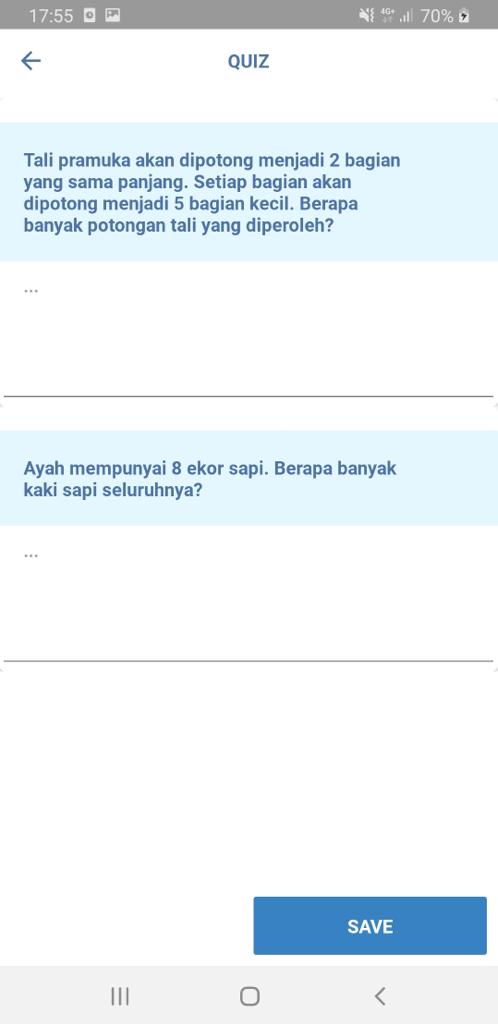 17:55 4G+ 70%
QUIZ
Tali pramuka akan dipotong menjadi 2 bagian
yang sama panjang. Setiap bagian akan
dipotong menjadi 5 bagian kecil. Berapa
banyak potongan tali yang diperoleh?
...
Ayah mempunyai 8 ekor sapi. Berapa banyak
kaki sapi seluruhnya?
...
SAVE